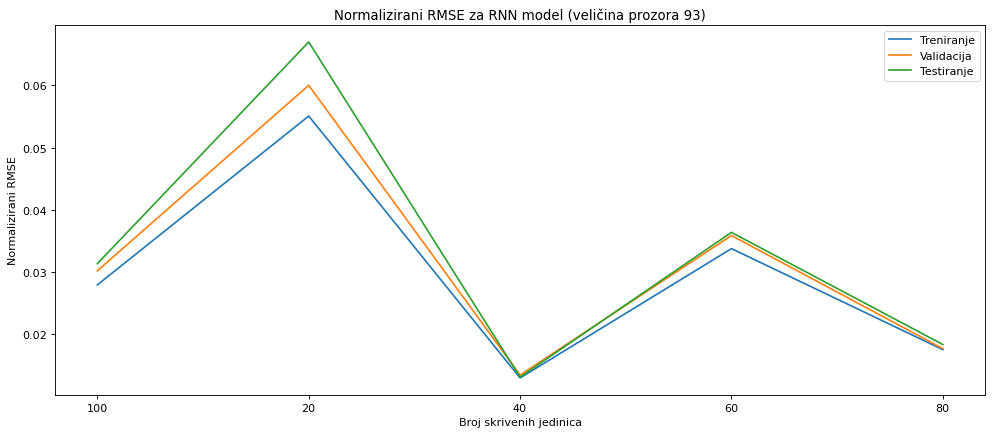 Normalizirani RMSE za RNN model (veličina prozora 93)
Treniranje
Validacija
Testiranje
Normalizirani RMSE
0.06
0.05
0.04
0.03
0.02
100
20
40
60
80
Broj skrivenih jedinica